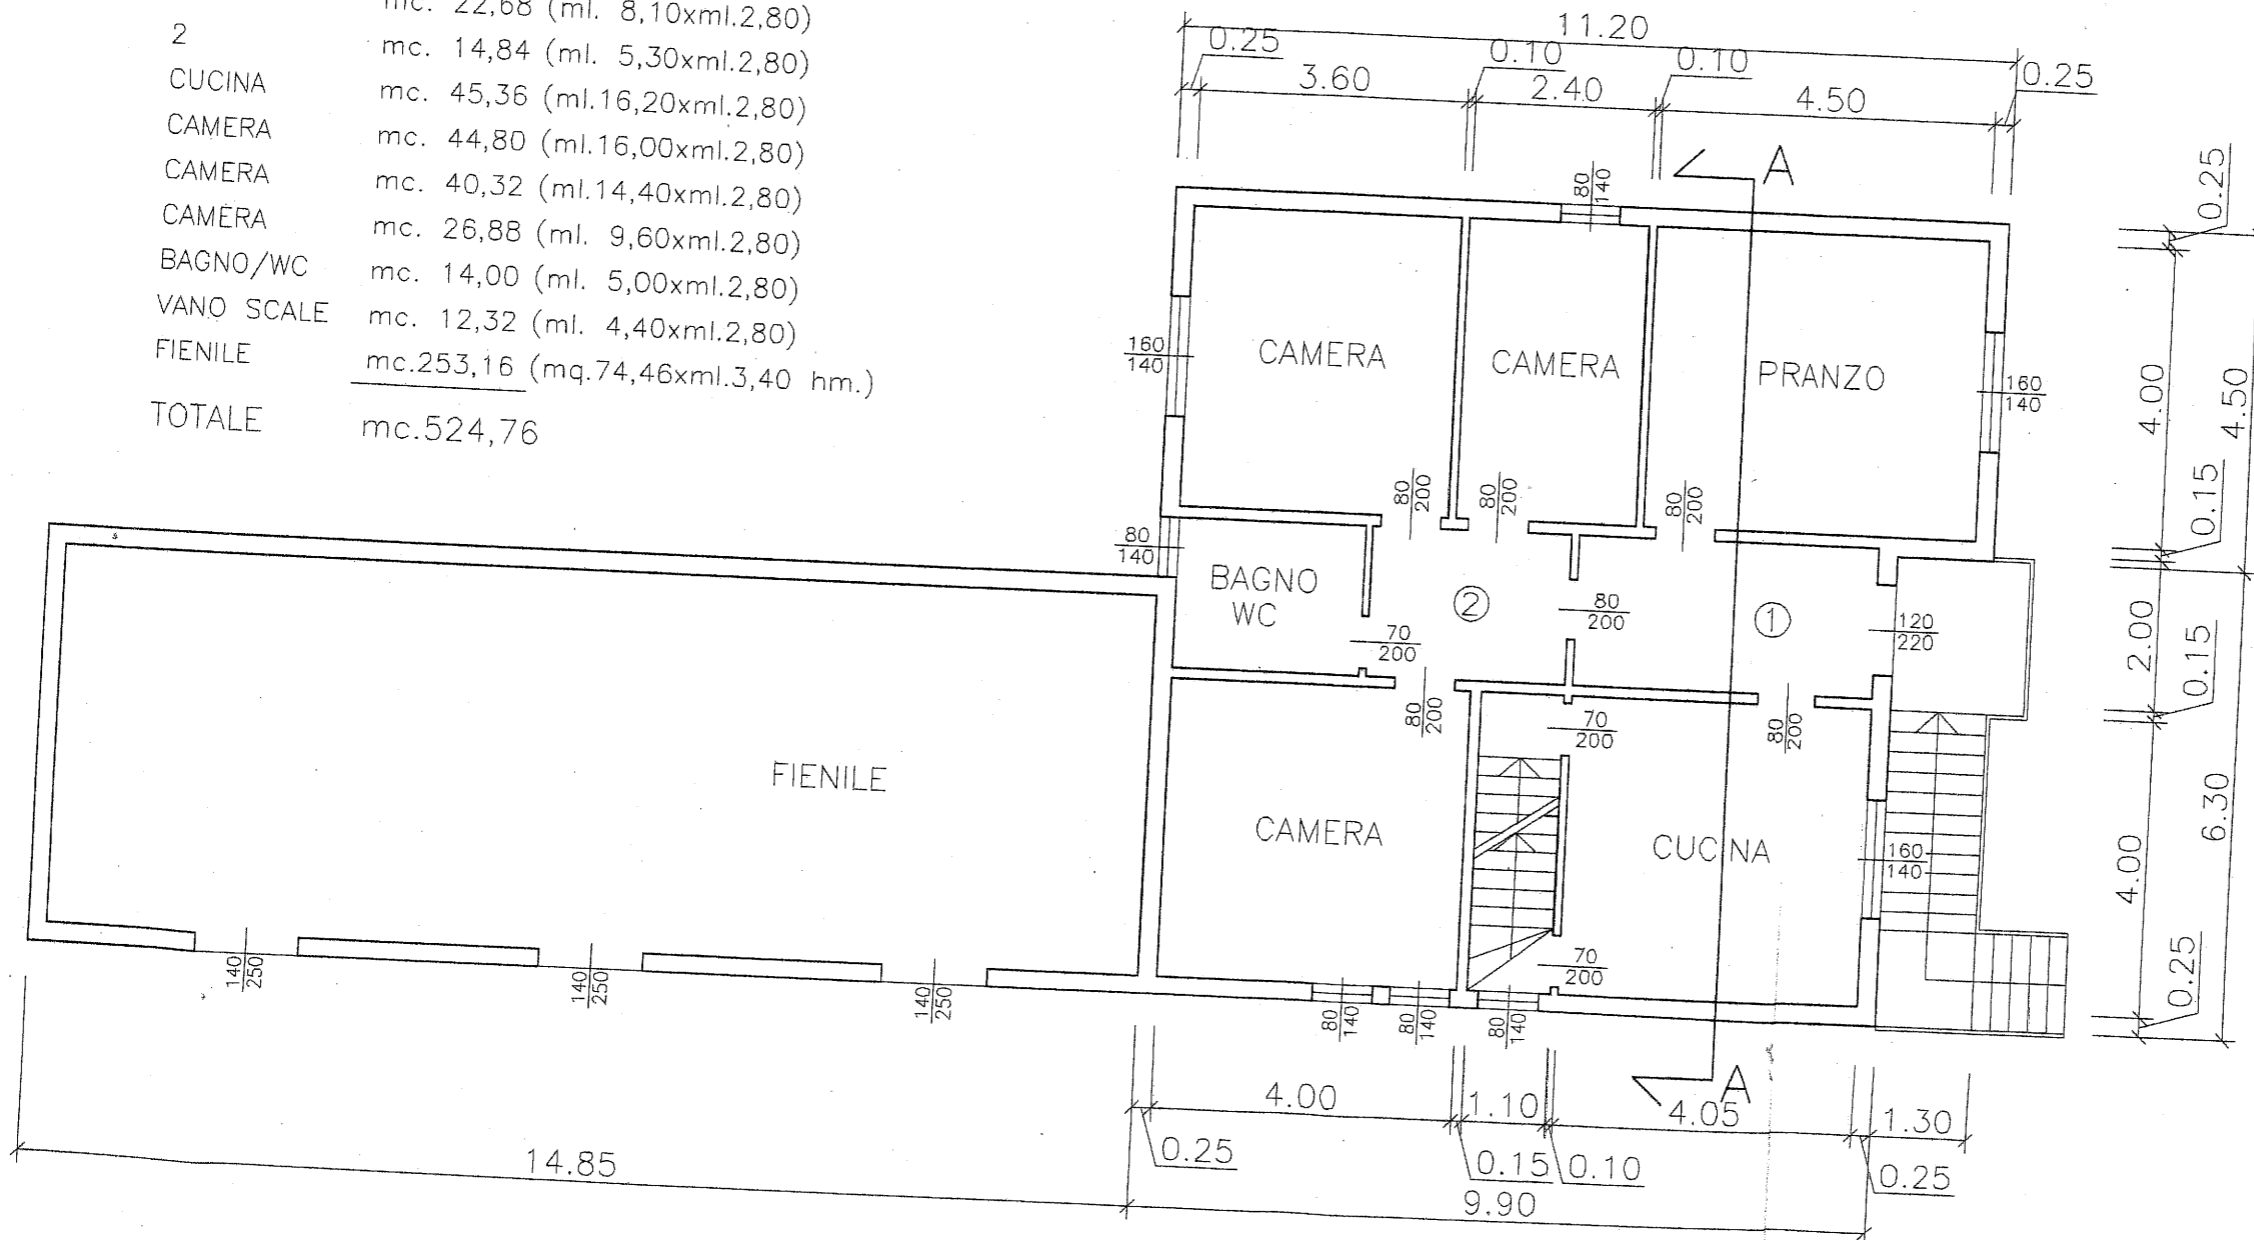 mc. 22,68 (ml. 8,10xml.2,80)
2 mc. 14,84 (ml. 5,30xml.2,80)
CUCINA mc. 45,36 (ml.16,20xml.2,80)
CAMERA mc. 44,80 (ml.16,00xml.2,80)
CAMERA mc. 40,32 (ml.14,40xml.2,80)
CAMERA mc. 26,88 (ml. 9,60xml.2,80)
BAGNO/WC mc. 14,00 (ml. 5,00xml.2,80)
VANO SCALE mc. 12,32 (ml. 4,40xml.2,80)
FIENILE mc.253,16 (mq.74,46xml.3,40 hm.)
TOTALE mc.524,76
11.20
0.25 0.10 0.10 0.25
3.60 2.40 4.50
A
80
140
0.25
160
140
CAMERA
CAMERA
PRANZO
160
140
4.00
4.50
80
200
80
200
80
200
0.15
80
140
BAGNO
WC
2
80
200
1
120
220
70
200
2.00
0.15
80
200
70
200
80
200
FIENILE
CAMERA
CUCINA
160
140
4.00
6.30
140
250
140
250
140
250
70
200
80
140
80
140
80
140
0.25
A
4.00 1.10 4.05 1.30
0.25 0.15 0.10 0.25
14.85
9.90